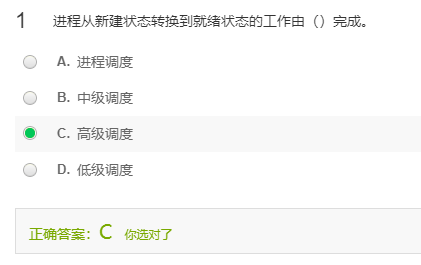 1 进程从新建状态转换到就绪状态的工作由（）完成。
A. 进程调度
B. 中级调度
C. 高级调度
D. 低级调度
正确答案：C 你选对了